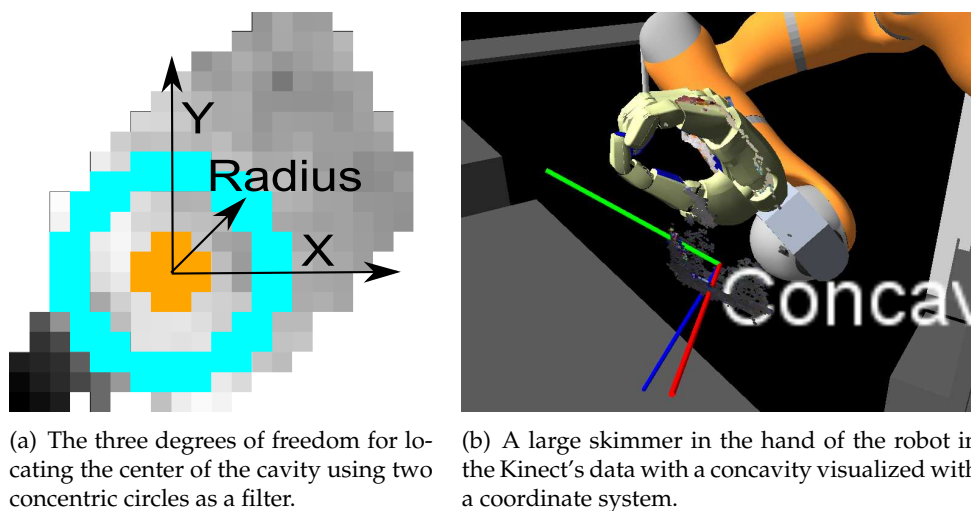 Y
Radius
X
Concav
(a) The three degrees of freedom for lo-
cating the center of the cavity using two
concentric circles as a filter.
(b) A large skimmer in the hand of the robot in
the Kinect's data with a concavity visualized with
a coordinate system.